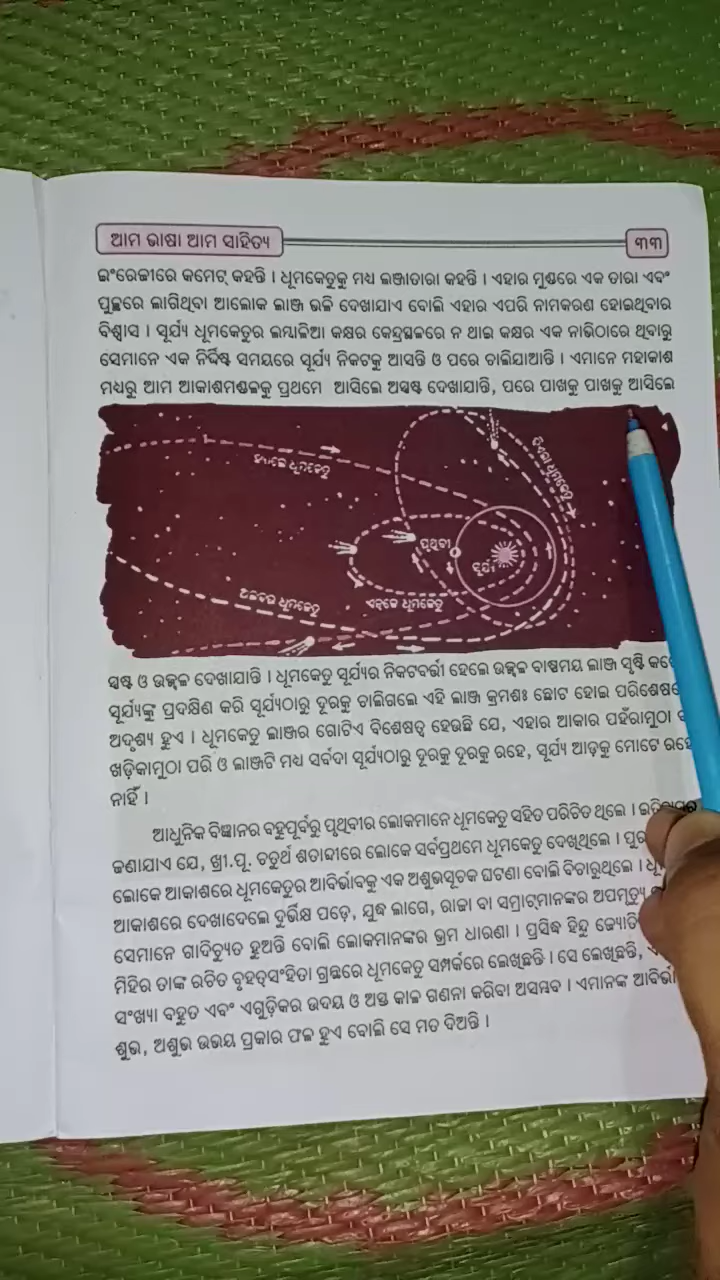 ଆମ ଭାଷା ଆମ ସାହିତ୍ୟ
୩୩
ଇଂରେଜୀରେ କମେଟ୍ କହନ୍ତି । ଧୂମକେତୁକୁ ମଧ୍ୟ ଲଞ୍ଜାତାରା କହନ୍ତି । ଏହାର ମୁଣ୍ଡରେ ଏକ ତାରା ଏବଂ
ପୁଚ୍ଛରେ ଲାଗିଥିବା ଆଲୋକ ଲାଞ୍ଜ ଭଳି ଦେଖାଯାଏ ବୋଲି ଏହାର ଏପରି ନାମକରଣ ହୋଇଥିବାର
ବିଶ୍ୱାସ । ସୂର୍ଯ୍ୟ ଧୂମକେତୁର ଲମ୍ୱାଳିଆ କକ୍ଷର କେନ୍ଦ୍ରସ୍ଥଳରେ ନ ଥାଇ କକ୍ଷର ଏକ ନାଭିଠାରେ ଥିବାରୁ
ସେମାନେ ଏକ ନିର୍ଦ୍ଦିଷ୍ଟ ସମୟରେ ସୂର୍ଯ୍ୟ ନିକଟକୁ ଆସନ୍ତି ଓ ପରେ ଚାଲିଯାଆନ୍ତି । ଏମାନେ ମହାକାଶ
ମଧ୍ୟରୁ ଆମ ଆକାଶମଣ୍ଡଳକୁ ପ୍ରଥମେ ଆସିଲେ ଅସ୍ପଷ୍ଟ ଦେଖାଯାନ୍ତି, ପରେ ପାଖକୁ ପାଖକୁ ଆସିଲେ
ହ୍ୟାଲେ ଧୂମକେତୁ
ଧୂମକେତୁ
ପୃଥିବୀ
ସୂର୍ଯ୍ୟ
ଧୂମକେତୁ
ଏନ୍‌କେ ଧୂମକେତୁ
ସ୍ପଷ୍ଟ ଓ ଉଜ୍ଜ୍ୱଳ ଦେଖାଯାନ୍ତି । ଧୂମକେତୁ ସୂର୍ଯ୍ୟର ନିକଟବର୍ତ୍ତୀ ହେଲେ ଉଜ୍ଜ୍ୱଳ ବାଷ୍ପମୟ ଲାଞ୍ଜ ସୃଷ୍ଟି
ସୂର୍ଯ୍ୟଙ୍କୁ ପ୍ରଦକ୍ଷିଣ କରି ସୂର୍ଯ୍ୟଠାରୁ ଦୂରକୁ ଚାଲିଗଲେ ଏହି ଲାଞ୍ଜ କ୍ରମଶଃ ଛୋଟ ହୋଇ
ଅଦୃଶ୍ୟ ହୁଏ । ଧୂମକେତୁ ଲାଞ୍ଜର ଗୋଟିଏ ବିଶେଷତ୍ୱ ହେଉଛି ଯେ, ଏହାର ଆକାର ପହଁରାମୁଠା
ଖଡ଼ିକାମୁଠା ପରି ଓ ଲାଞ୍ଜଟି ମଧ୍ୟ ସର୍ବଦା ସୂର୍ଯ୍ୟଠାରୁ ଦୂରକୁ ଦୂରକୁ ରହେ, ସୂର୍ଯ୍ୟ ଆଡ଼କୁ ମୋଟେ ରହେ
ନାହିଁ ।
ଆଧୁନିକ ବିଜ୍ଞାନର ବହୁପୂର୍ବରୁ ପୃଥିବୀର ଲୋକମାନେ ଧୂମକେତୁ ସହିତ ପରିଚିତ ଥିଲେ ।
ଜଣାଯାଏ ଯେ, ଖ୍ରୀ.ପୂ. ଚତୁର୍ଥ ଶତାବ୍ଦୀରେ ଲୋକେ ସର୍ବପ୍ରଥମେ ଧୂମକେତୁ ଦେଖିଥିଲେ ।
ଲୋକେ ଆକାଶରେ ଧୂମକେତୁର ଆବିର୍ଭାବକୁ ଏକ ଅଶୁଭସୂଚକ ଘଟଣା ବୋଲି ବିଚାରୁଥିଲେ ।
ଆକାଶରେ ଦେଖାଦେଲେ ଦୁର୍ଭିକ୍ଷ ପଡ଼େ, ଯୁଦ୍ଧ ଲାଗେ, ରାଜା ବା ସମ୍ରାଟ୍‌ମାନଙ୍କର ଅପମୃତ୍ୟୁ
ସେମାନେ ଗାଦିଚ୍ୟୁତ ହୁଅନ୍ତି ବୋଲି ଲୋକମାନଙ୍କର ଭ୍ରମ ଧାରଣା । ପ୍ରସିଦ୍ଧ ହିନ୍ଦୁ
ମିହିର ତାଙ୍କ ରଚିତ ବୃହତ୍‌ସଂହିତା ଗ୍ରନ୍ଥରେ ଧୂମକେତୁ ସମ୍ପର୍କରେ ଲେଖିଛନ୍ତି । ସେ ଲେଖିଛନ୍ତି,
ସଂଖ୍ୟା ବହୁତ ଏବଂ ଏଗୁଡ଼ିକର ଉଦୟ ଓ ଅସ୍ତ କାଳ ଗଣନା କରିବା ଅସମ୍ଭବ । ଏମାନଙ୍କ
ଶୁଭ, ଅଶୁଭ ଉଭୟ ପ୍ରକାର ଫଳ ହୁଏ ବୋଲି ସେ ମତ ଦିଅନ୍ତି ।